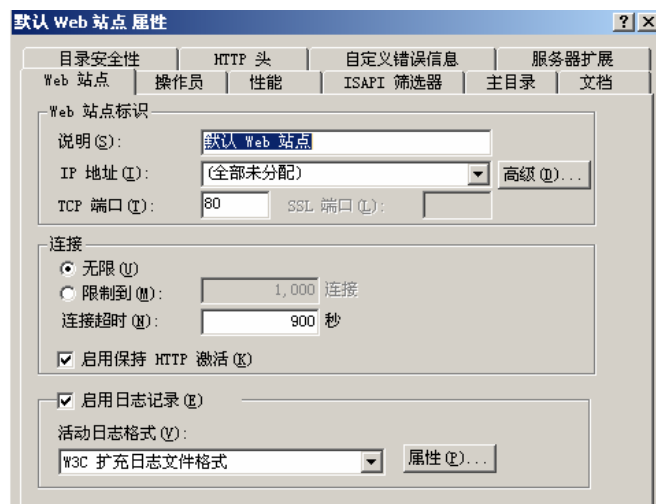 默认 Web 站点 属性
目录安全性 HTTP 头 自定义错误信息 服务器扩展
Web 站点 操作员 性能 ISAPI 筛选器 主目录 文档
Web 站点标识
说明(S): 默认 Web 站点
IP 地址(I): (全部未分配) 高级(D)...
TCP 端口(T): 80 SSL 端口(L):
连接
无限(U)
限制到(M): 1,000 连接
连接超时(N): 900 秒
启用保持 HTTP 激活(K)
启用日志记录(E)
活动日志格式(V):
W3C 扩充日志文件格式 属性(P)...